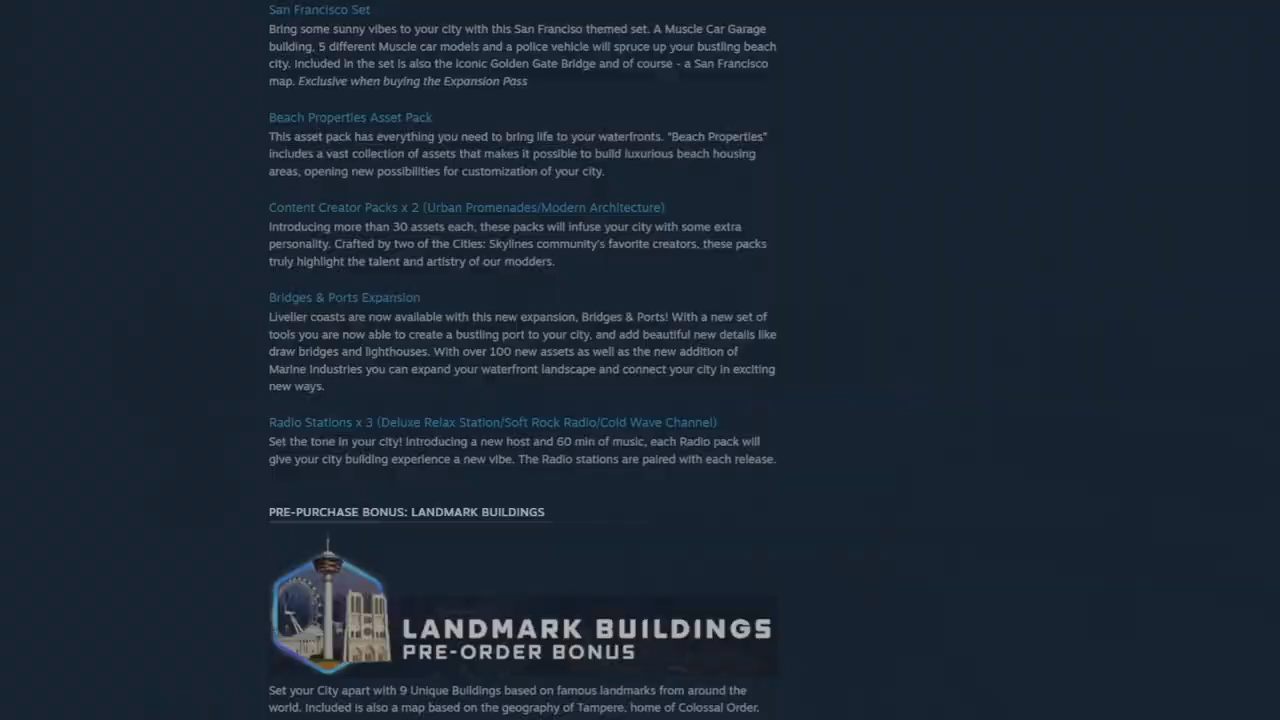 San Francisco Set
Bring some sunny vibes to your city with this San Franciso themed set. A Muscle Car Garage
building, 5 different Muscle car models and a police vehicle will spruce up your bustling beach
city. Included in the set is also the iconic Golden Gate Bridge and of course - a San Francisco
map. Exclusive when buying the Expansion Pass
Beach Properties Asset Pack
This asset pack has everything you need to bring life to your waterfronts. "Beach Properties"
includes a vast collection of assets that makes it possible to build luxurious beach housing
areas, opening new possibilities for customization of your city.
Content Creator Packs x 2 (Urban Promenades/Modern Architecture)
Introducing more than 30 assets each, these packs will infuse your city with some extra
personality. Crafted by two of the Cities: Skylines community's favorite creators, these packs
truly highlight the talent and artistry of our modders.
Bridges & Ports Expansion
Livelier coasts are now available with this new expansion, Bridges & Ports! With a new set of
tools you are now able to create a bustling port to your city, and add beautiful new details like
draw bridges and lighthouses. With over 100 new assets as well as the new addition of
Marine Industries you can expand your waterfront landscape and connect your city in exciting
new ways.
Radio Stations x 3 (Deluxe Relax Station/Soft Rock Radio/Cold Wave Channel)
Set the tone in your city! Introducing a new host and 60 min of music, each Radio pack will
give your city building experience a new vibe. The Radio stations are paired with each release.
PRE-PURCHASE BONUS: LANDMARK BUILDINGS
LANDMARK BUILDINGS
PRE-ORDER BONUS
Set your City apart with 9 Unique Buildings based on famous landmarks from around the
world. Included is also a map based on the geography of Tampere, home of Colossal Order.